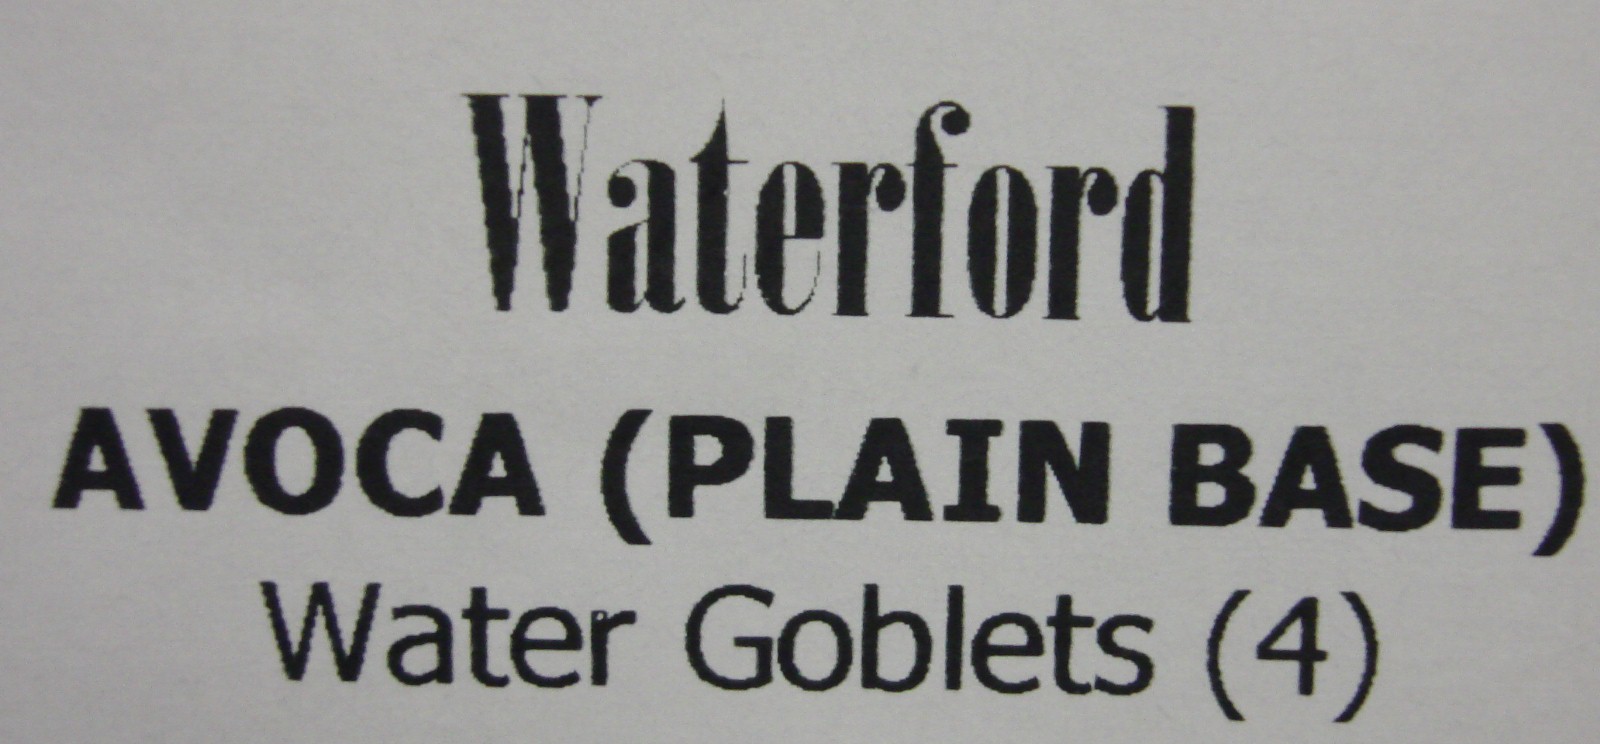 Waterford
AVOCA (PLAIN BASE)
Water Goblets (4)